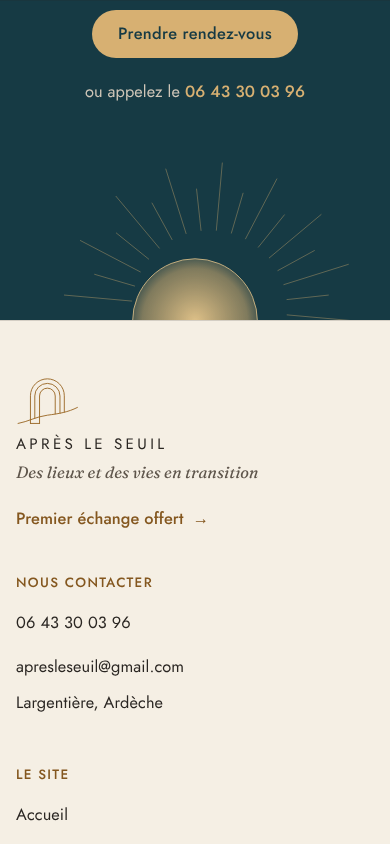 Prendre rendez-vous
ou appelez le 06 43 30 03 96
APRÈS LE SEUIL
Des lieux et des vies en transition
Premier échange offert →
NOUS CONTACTER
06 43 30 03 96
apresleseuil@gmail.com
Largentière, Ardèche
LE SITE
Accueil